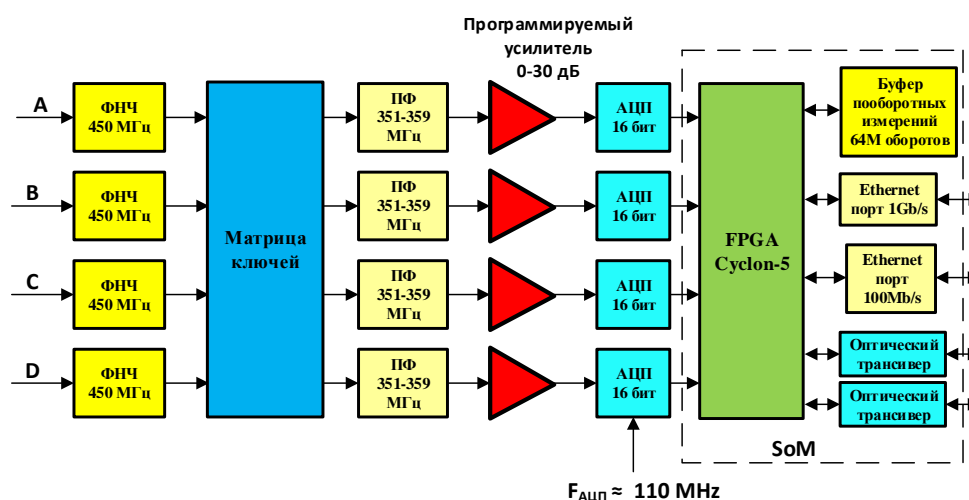 Программируемый
усилитель
0-30 дБ
A
ФНЧ
450 МГц
ПФ
351-359
МГц
АЦП
16 бит
Буфер
пооборотных
измерений
64М оборотов
B
ФНЧ
450 МГц
Матрица
ключей
ПФ
351-359
МГц
АЦП
16 бит
FPGA
Cyclon-5
Ethernet
порт 1Gb/s
C
ФНЧ
450 МГц
ПФ
351-359
МГц
АЦП
16 бит
Ethernet
порт
100Mb/s
D
ФНЧ
450 МГц
ПФ
351-359
МГц
АЦП
16 бит
Оптический
трансивер
Оптический
трансивер
SoM
FАЦП ≈ 110 MHz